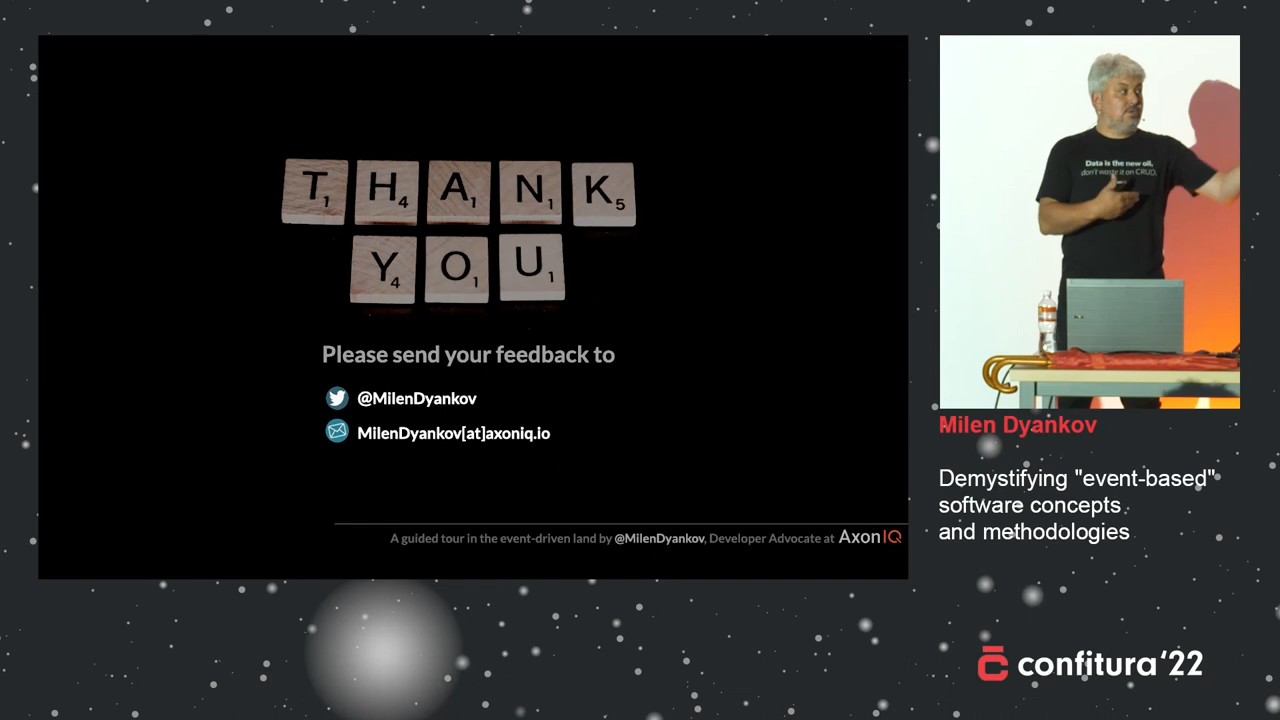 T1 H4 A1 N1 K5
Y4 O1 U1
Please send your feedback to
@MilenDyankov
MilenDyankov[at]axoniq.io
A guided tour in the event-driven land by @MilenDyankov, Developer Advocate at AxonIQ
Data is the new oil,
don't waste it on CRUD.
Milen Dyankov
Demystifying "event-based"
software concepts
and methodologies
confitura '22